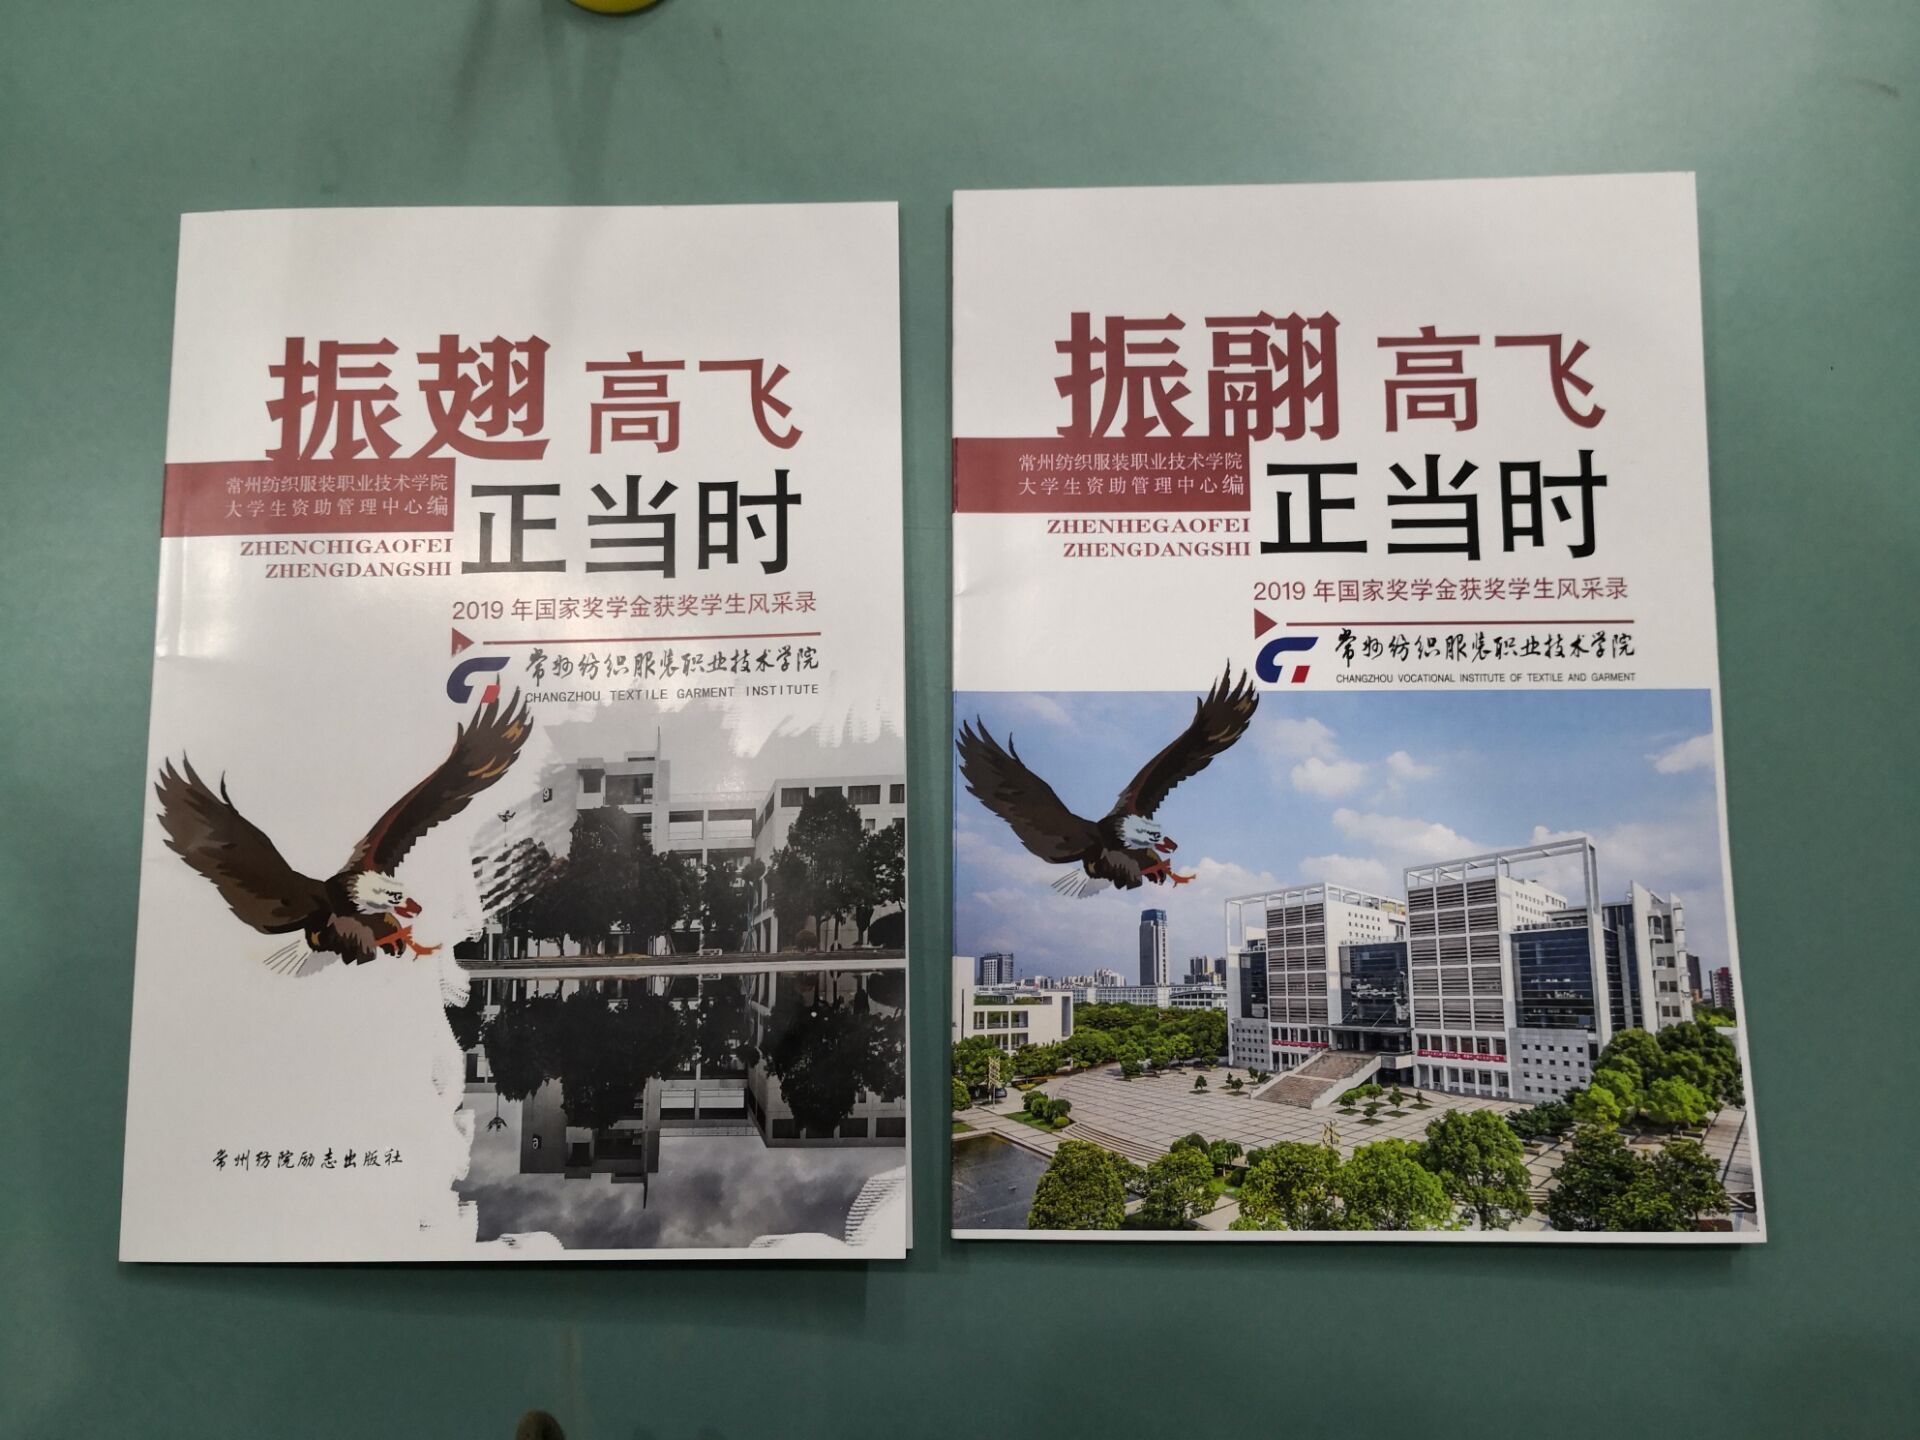 振翅高飞
常州纺织服装职业技术学院
大学生资助管理中心编
正当时
ZHENCHIGAOFEI
ZHENGDANGSHI
2019 年国家奖学金获奖学生风采录
常州纺织服装职业技术学院
CHANGZHOU TEXTILE GARMENT INSTITUTE
9
常州纺院励志出版社
振翮高飞
常州纺织服装职业技术学院
大学生资助管理中心编
正当时
ZHENHEGAOFEI
ZHENGDANGSHI
2019 年国家奖学金获奖学生风采录
常州纺织服装职业技术学院
CHANGZHOU VOCATIONAL INSTITUTE OF TEXTILE AND GARMENT